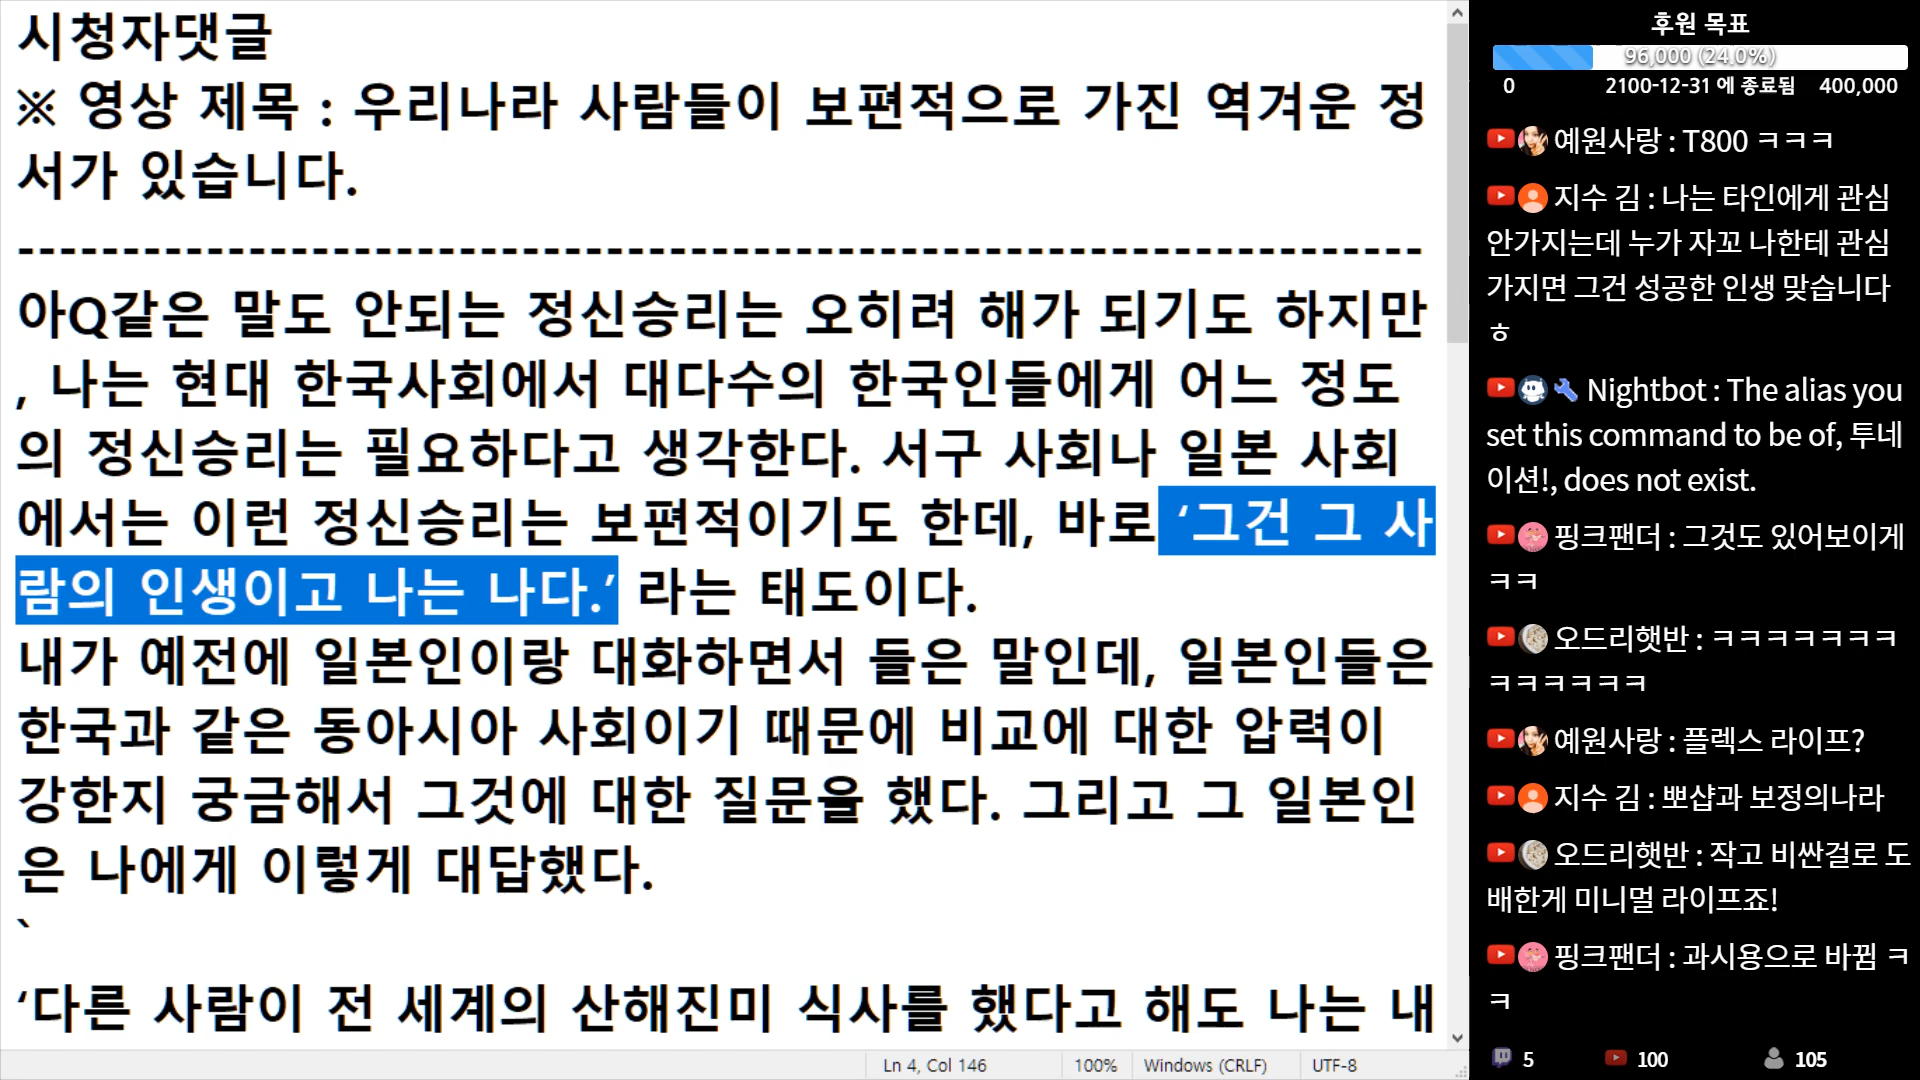 시청자댓글
※ 영상 제목 : 우리나라 사람들이 보편적으로 가진 역겨운 정
서가 있습니다.
--------------------------------------------------------------------
아Q같은 말도 안되는 정신승리는 오히려 해가 되기도 하지만
, 나는 현대 한국사회에서 대다수의 한국인들에게 어느 정도
의 정신승리는 필요하다고 생각한다. 서구 사회나 일본 사회
에서는 이런 정신승리는 보편적이기도 한데, 바로 ‘그건 그 사
람의 인생이고 나는 나다.’ 라는 태도이다.
내가 예전에 일본인이랑 대화하면서 들은 말인데, 일본인들은
한국과 같은 동아시아 사회이기 때문에 비교에 대한 압력이
강한지 궁금해서 그것에 대한 질문을 했다. 그리고 그 일본인
은 나에게 이렇게 대답했다.
`
‘다른 사람이 전 세계의 산해진미 식사를 했다고 해도 나는 내
Ln 4, Col 146
100%
Windows (CRLF)
UTF-8
후원 목표
96,000 (24.0%)
0 2100-12-31 에 종료됨 400,000
예원사랑 : T800 ㅋㅋㅋ
지수 김 : 나는 타인에게 관심
안가지는데 누가 자꼬 나한테 관심
가지면 그건 성공한 인생 맞습니다
ㅎ
Nightbot : The alias you
set this command to be of, 투네
이션!, does not exist.
핑크팬더 : 그것도 있어보이게
ㅋㅋ
오드리햇반 : ㅋㅋㅋㅋㅋㅋㅋ
ㅋㅋㅋㅋㅋㅋ
예원사랑 : 플렉스 라이프?
지수 김 : 뽀샵과 보정의나라
오드리햇반 : 작고 비싼걸로 도
배한게 미니멀 라이프죠!
핑크팬더 : 과시용으로 바뀜 ㅋ
ㅋ
5 100 105